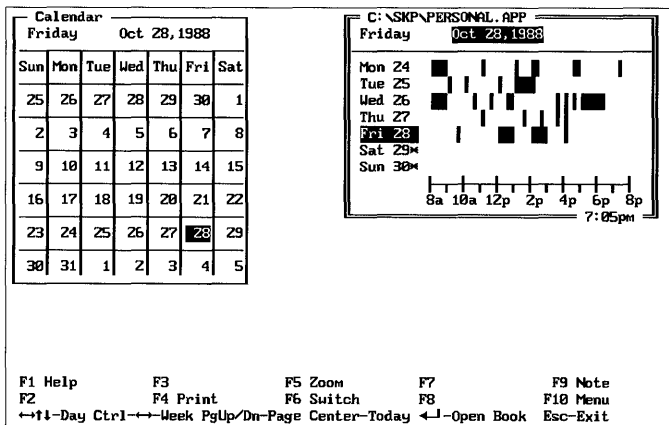 Calendar
Friday Oct 28,1988
Sun Mon Tue Wed Thu Fri Sat
25 26 27 28 29 30 1
2 3 4 5 6 7 8
9 10 11 12 13 14 15
16 17 18 19 20 21 22
23 24 25 26 27 28 29
30 31 1 2 3 4 5
C:\SKP\PERSONAL.APP
Friday Oct 28,1988
Mon 24
Tue 25
Wed 26
Thu 27
Fri 28
Sat 29*
Sun 30*
8a 10a 12p 2p 4p 6p 8p
7:05pm
F1 Help F3 F5 Zoom F7 F9 Note
F2 F4 Print F6 Switch F8 F10 Menu
↔↑↓-Day Ctrl-↔-Week PgUp/Dn-Page Center-Today ↵-Open Book Esc-Exit